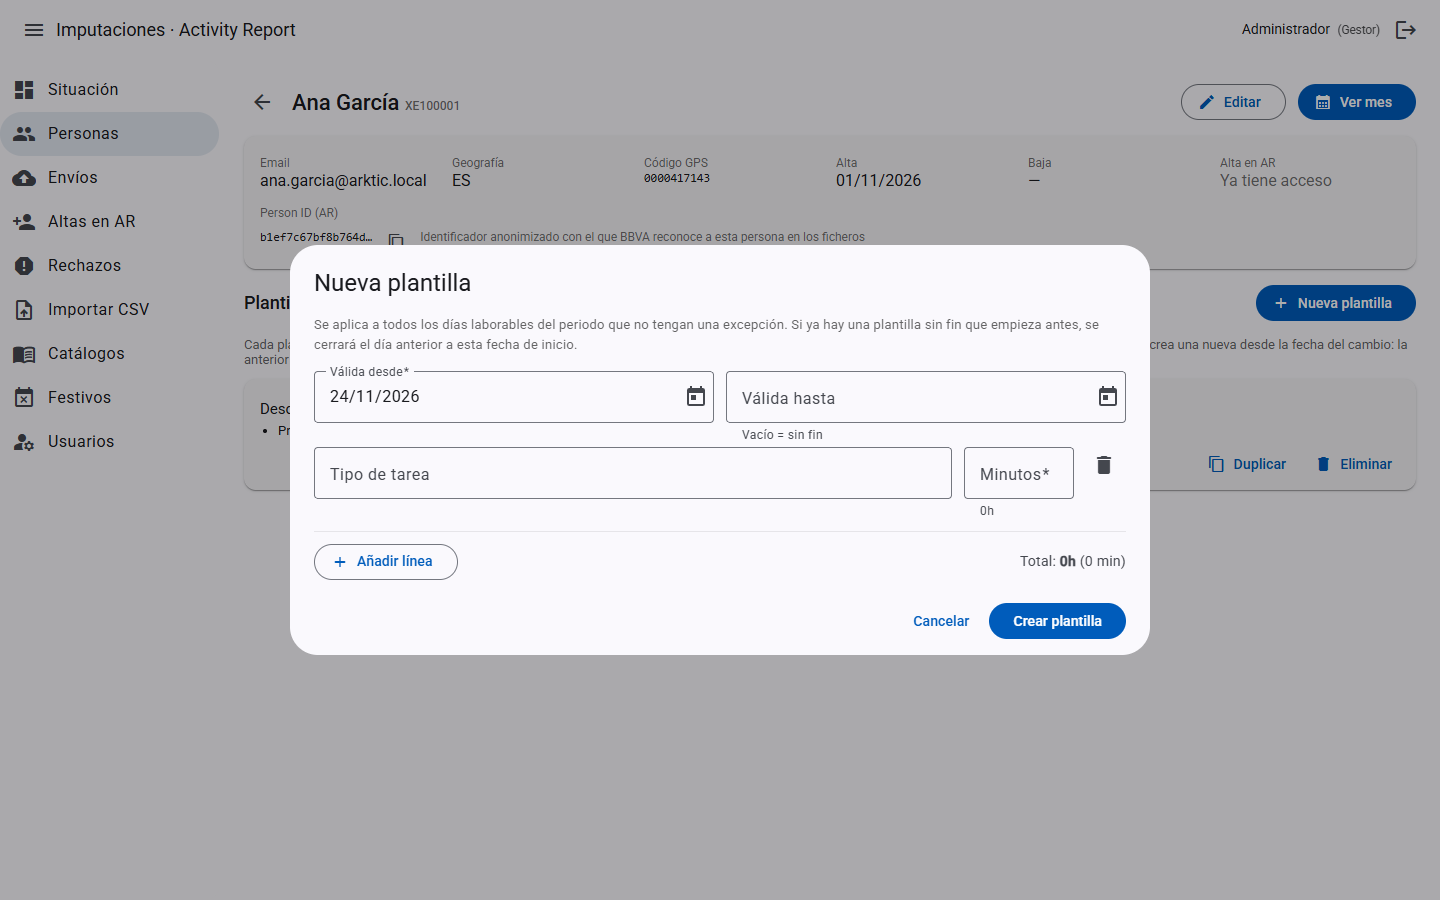 Imputaciones · Activity Report
Administrador (Gestor)
Situación
Personas
Envíos
Altas en AR
Rechazos
Importar CSV
Catálogos
Festivos
Usuarios
Ana García XE100001
Editar
Ver mes
Email
ana.garcia@arktic.local
Geografía
ES
Código GPS
0000417143
Alta
01/11/2026
Baja
—
Alta en AR
Ya tiene acceso
Person ID (AR)
b1ef7c67bf8b764d…
Identificador anonimizado con el que BBVA reconoce a esta persona en los ficheros
Nueva plantilla
crea una nueva desde la fecha del cambio: la
anterior
Duplicar
Eliminar
Nueva plantilla
Se aplica a todos los días laborables del periodo que no tengan una excepción. Si ya hay una plantilla sin fin que empieza antes, se
cerrará el día anterior a esta fecha de inicio.
Válida desde*
24/11/2026
Válida hasta
Vacío = sin fin
Tipo de tarea
Minutos*
0h
Añadir línea
Total: 0h (0 min)
Cancelar
Crear plantilla